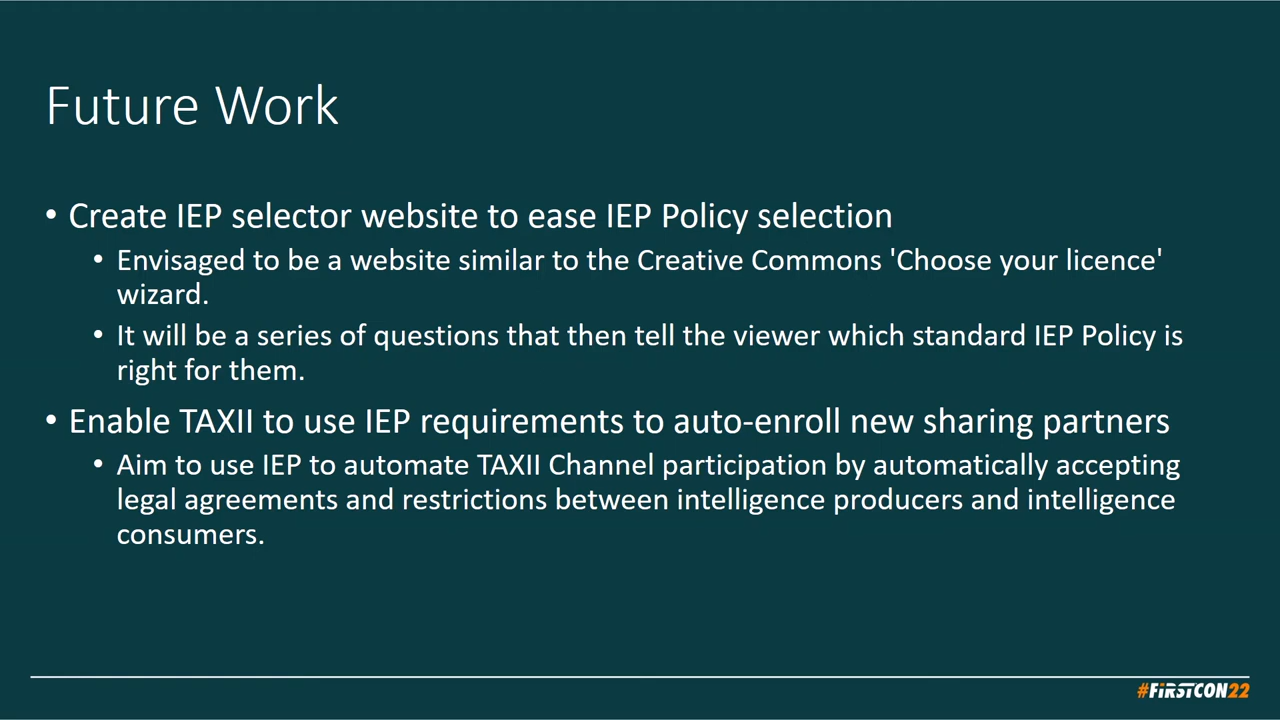 Future Work
• Create IEP selector website to ease IEP Policy selection
• Envisaged to be a website similar to the Creative Commons 'Choose your licence'
wizard.
• It will be a series of questions that then tell the viewer which standard IEP Policy is
right for them.
• Enable TAXII to use IEP requirements to auto-enroll new sharing partners
• Aim to use IEP to automate TAXII Channel participation by automatically accepting
legal agreements and restrictions between intelligence producers and intelligence
consumers.
#FiRSTCON22